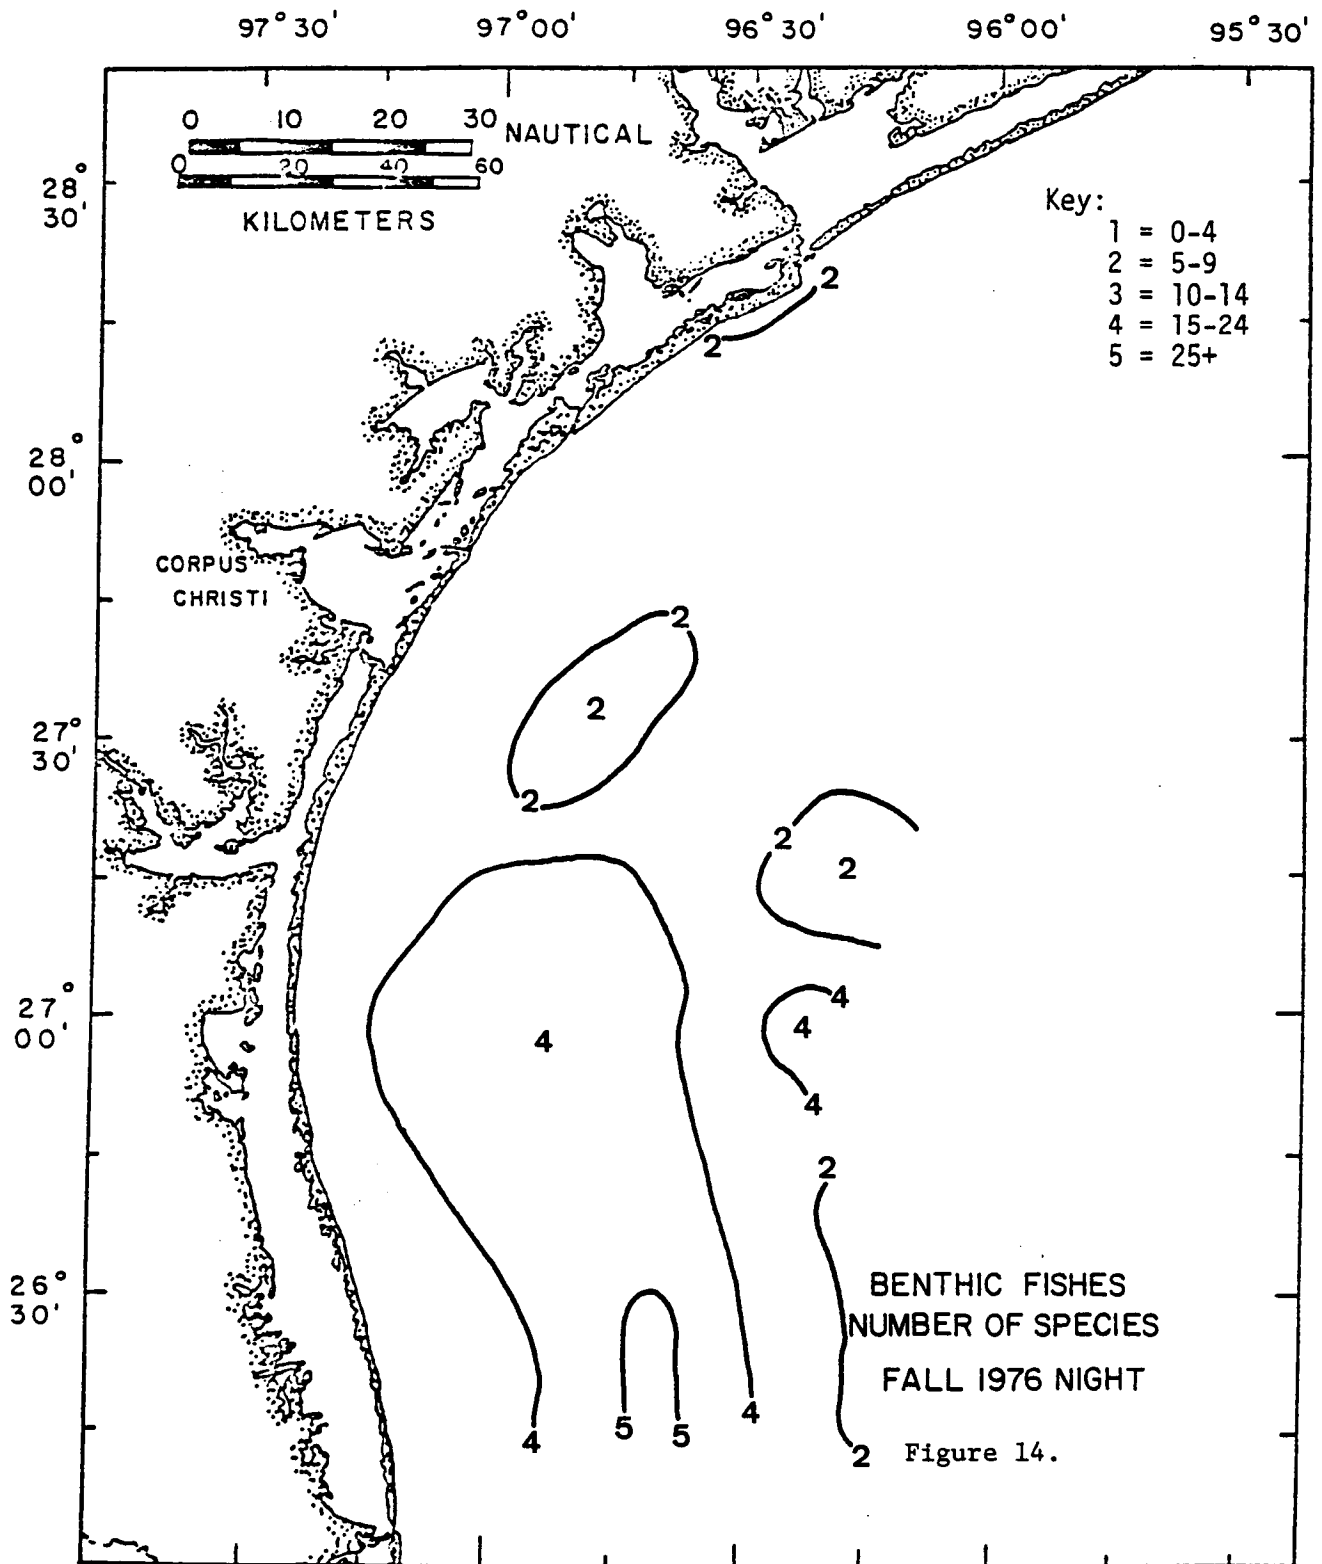 97°30' 97°00' 96°30' 96°00' 95°30'
0 10 20 30 NAUTICAL
0 20 40 60
KILOMETERS
28°
30'
Key:
1 = 0-4
2 = 5-9
3 = 10-14
4 = 15-24
5 = 25+
2
2
28°
00'
CORPUS
CHRISTI
2
2
2
27°
30'
2
2
27°
00'
4
4
4
4
2
26°
30'
BENTHIC FISHES
NUMBER OF SPECIES
FALL 1976 NIGHT
4 5 5 4 2
Figure 14.